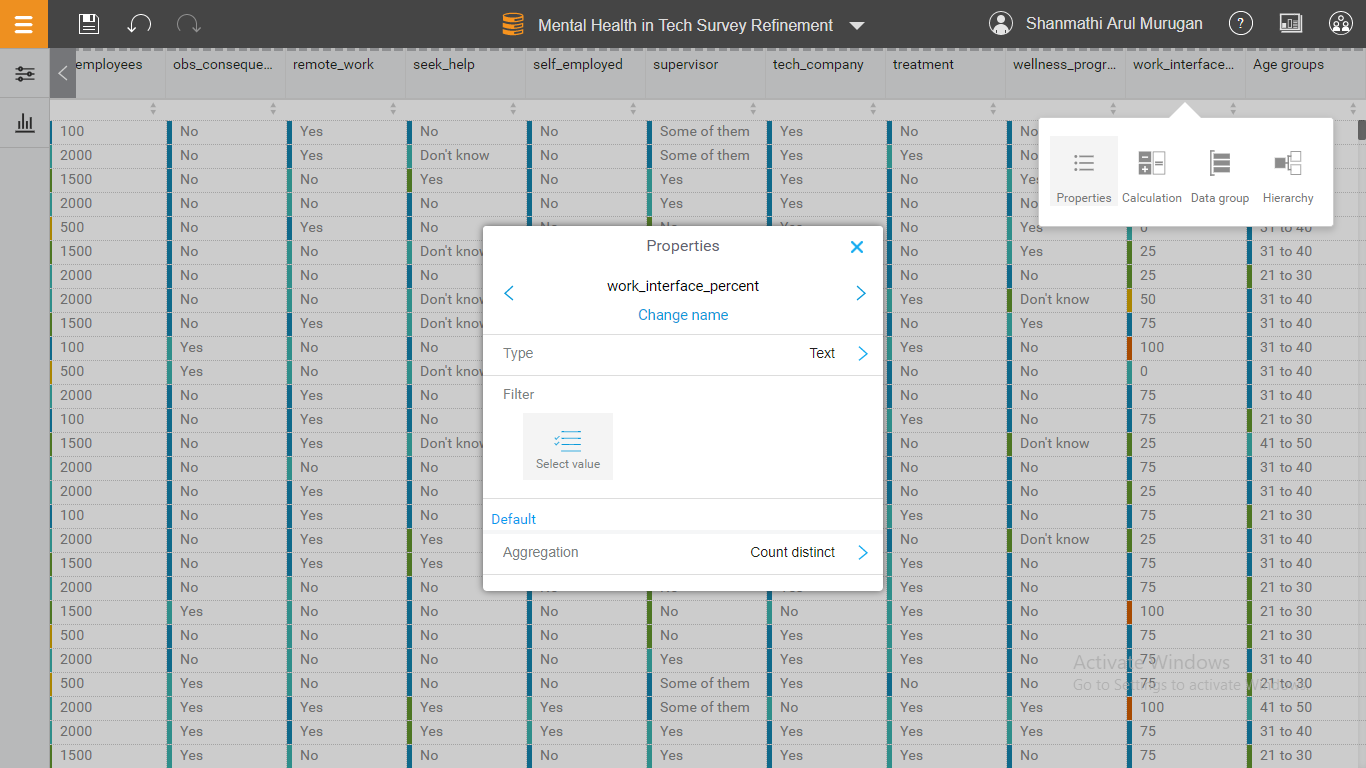 Mental Health in Tech Survey Refinement
Shanmathi Arul Murugan
?
employees obs_conseque... remote_work seek_help self_employed supervisor tech_company treatment wellness_progr... work_interface... Age groups
100 No Yes No No Some of them Yes No No
2000 No Yes Don't know No Some of them Yes Yes No
1500 No No Yes No Yes Yes No Yes
2000 No No No No Yes Yes No No
Properties Calculation Data group Hierarchy
500 No Yes No No No Yes No Yes 0 31 to 40
1500 No No Don't know No Yes 25 31 to 40
2000 No No No No No 25 21 to 30
2000 No No Don't know Yes Don't know 50 31 to 40
1500 No Yes Don't know No Yes 75 31 to 40
100 Yes No No Yes No 100 31 to 40
500 Yes No Don't know No No 0 31 to 40
2000 No Yes No No No 75 31 to 40
100 No Yes No Yes No 75 21 to 30
1500 No Yes Don't know No Don't know 25 41 to 50
2000 No No No No No 75 31 to 40
2000 No Yes No No No 25 31 to 40
100 No Yes No Yes No 75 21 to 30
2000 No Yes Yes No Don't know 25 31 to 40
1500 No Yes Yes Yes No 75 31 to 40
2000 No No No Yes No 75 21 to 30
Properties
work_interface_percent
Change name
Type Text
Filter
Select value
Default
Aggregation Count distinct
1500 Yes No No No No No Yes No 100 21 to 30
500 No No No No No Yes Yes No 75 21 to 30
2000 No No No No Yes Yes Yes No 75 31 to 40
500 Yes No No No Some of them Yes No No 75 21 to 30
2000 Yes No Yes Yes Some of them No Yes Yes 100 41 to 50
2000 Yes Yes Yes Yes Yes Yes Yes Yes 75 31 to 40
1500 Yes No No No Yes Yes Yes No 75 21 to 30
Activate Windows
Go to Settings to activate Windows.